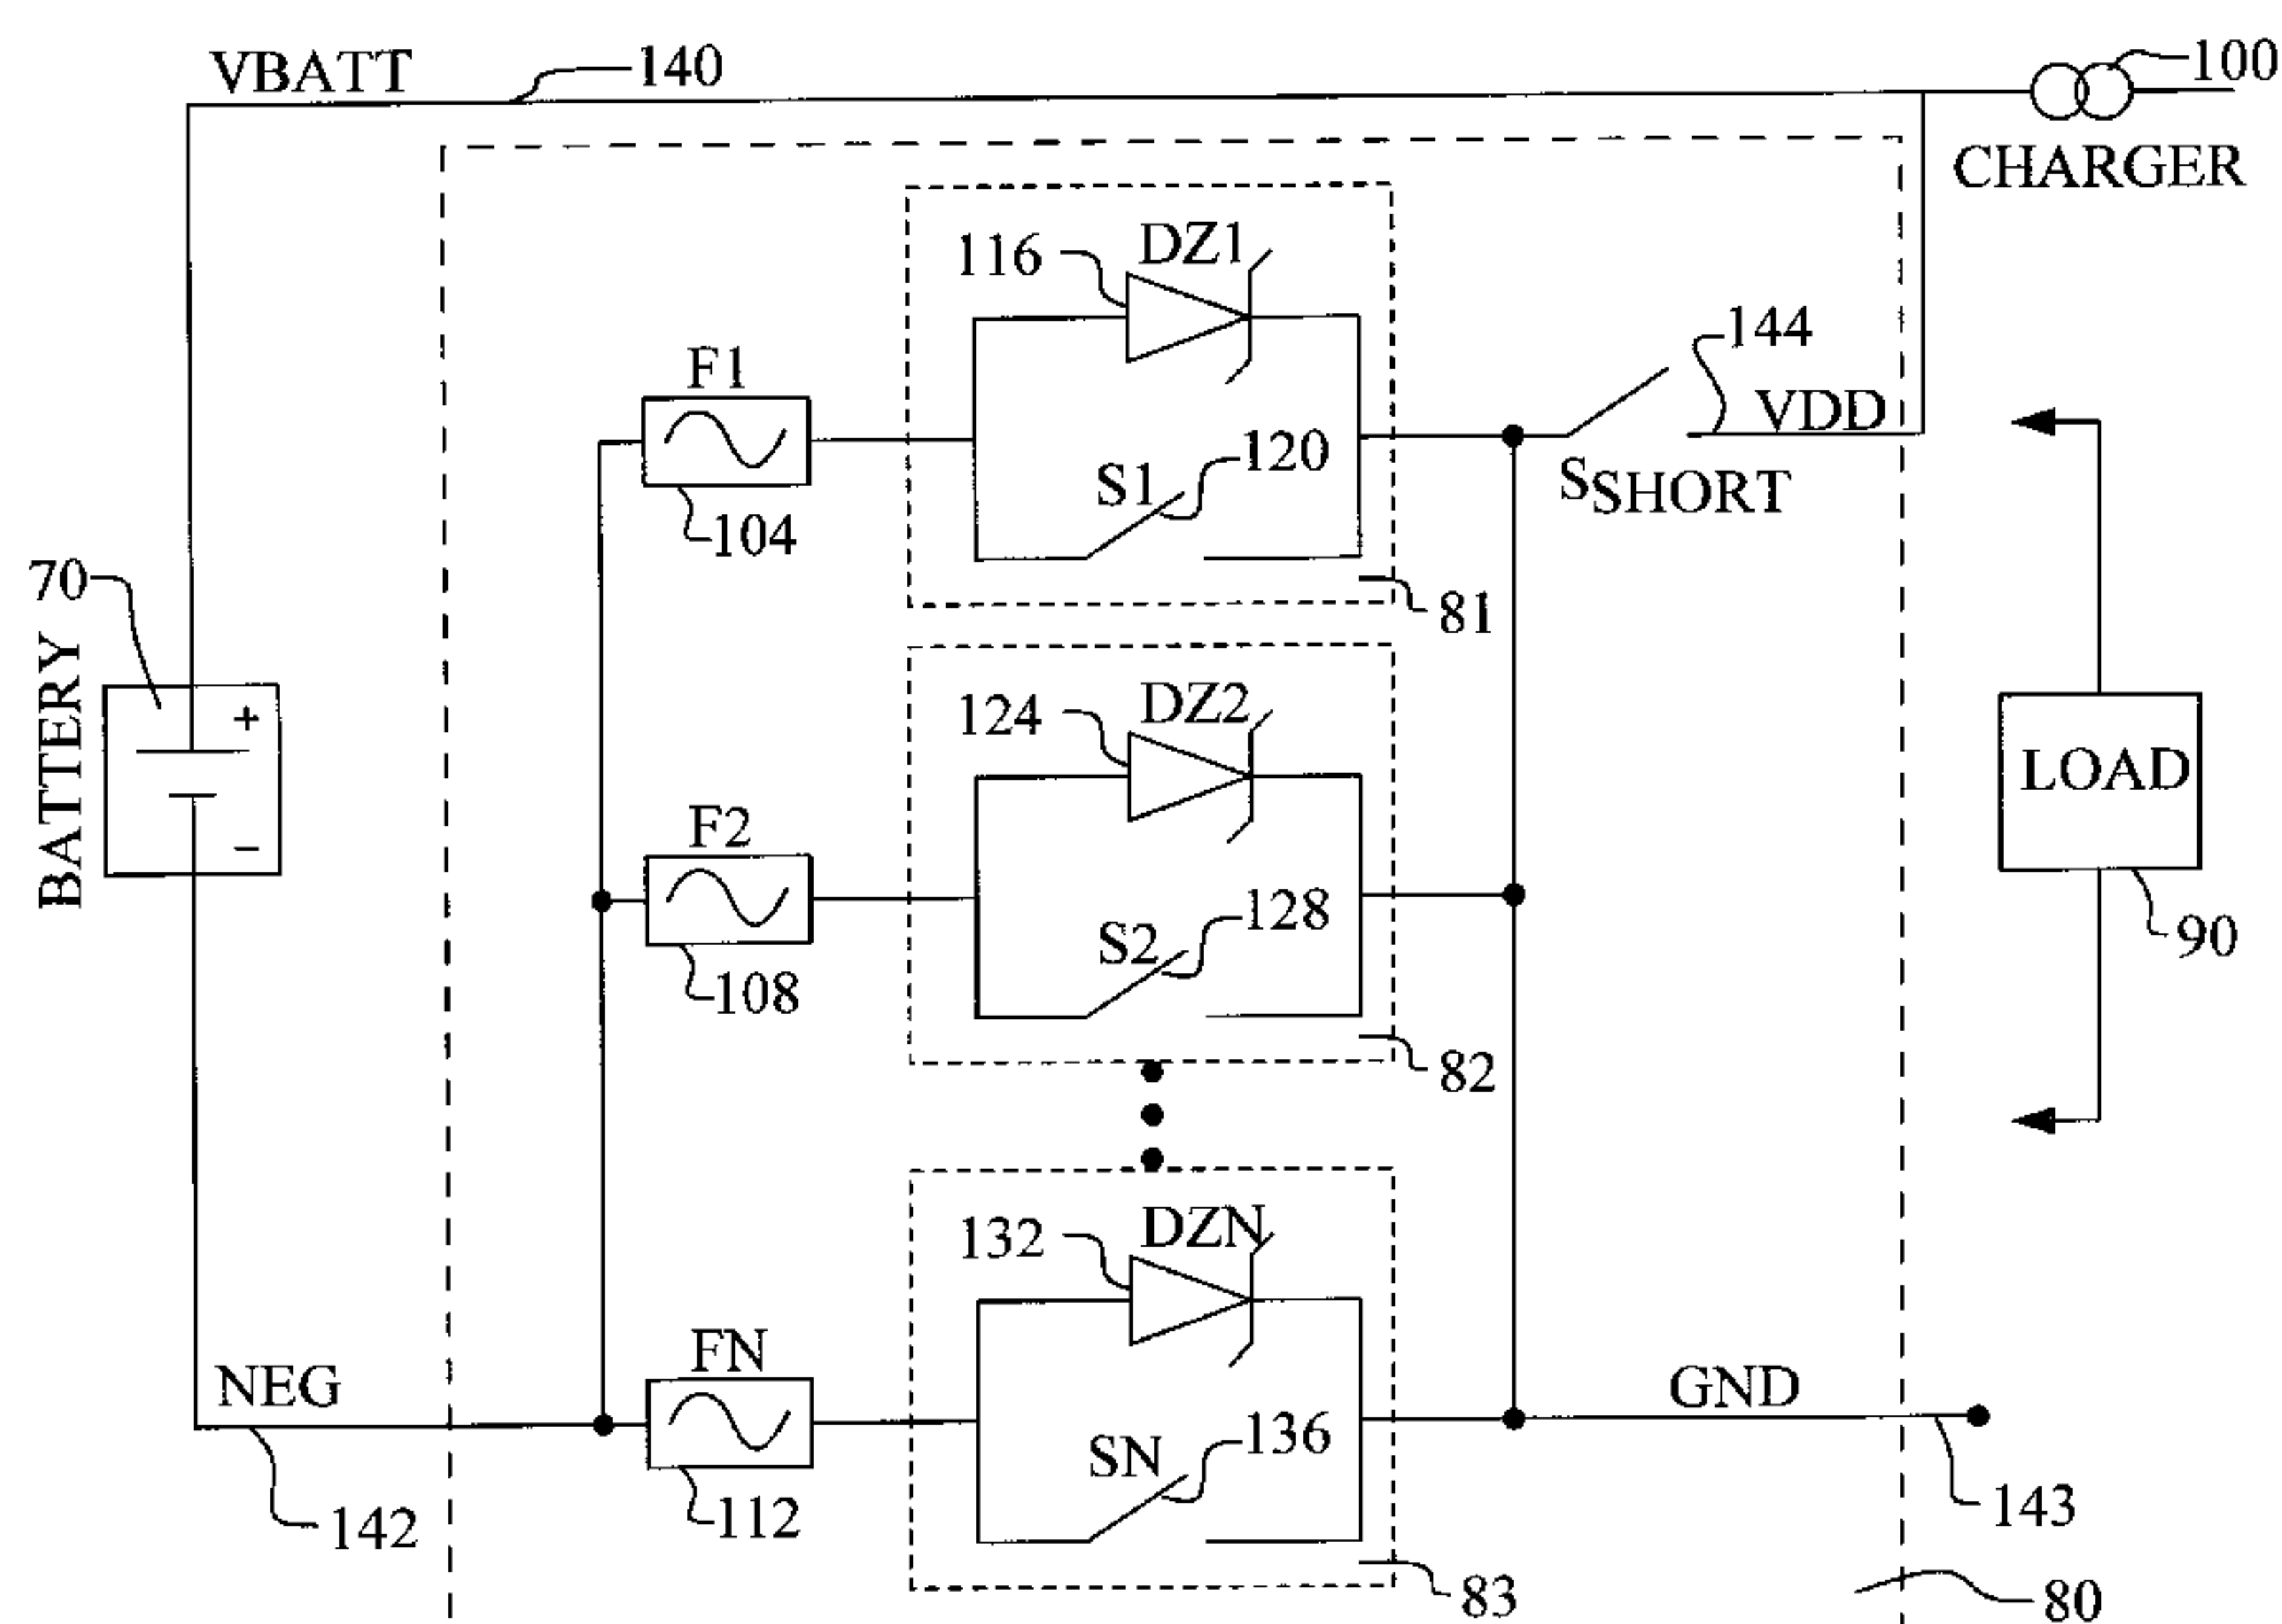 VBATT
140
100
CHARGER
DZ1
116
144
F1
VDD
S1
120
SSHORT
104
70
81
BATTERY
+
−
DZ2
124
LOAD
F2
S2
128
90
108
82
DZN
132
FN
NEG
GND
SN
136
142
112
143
83
80